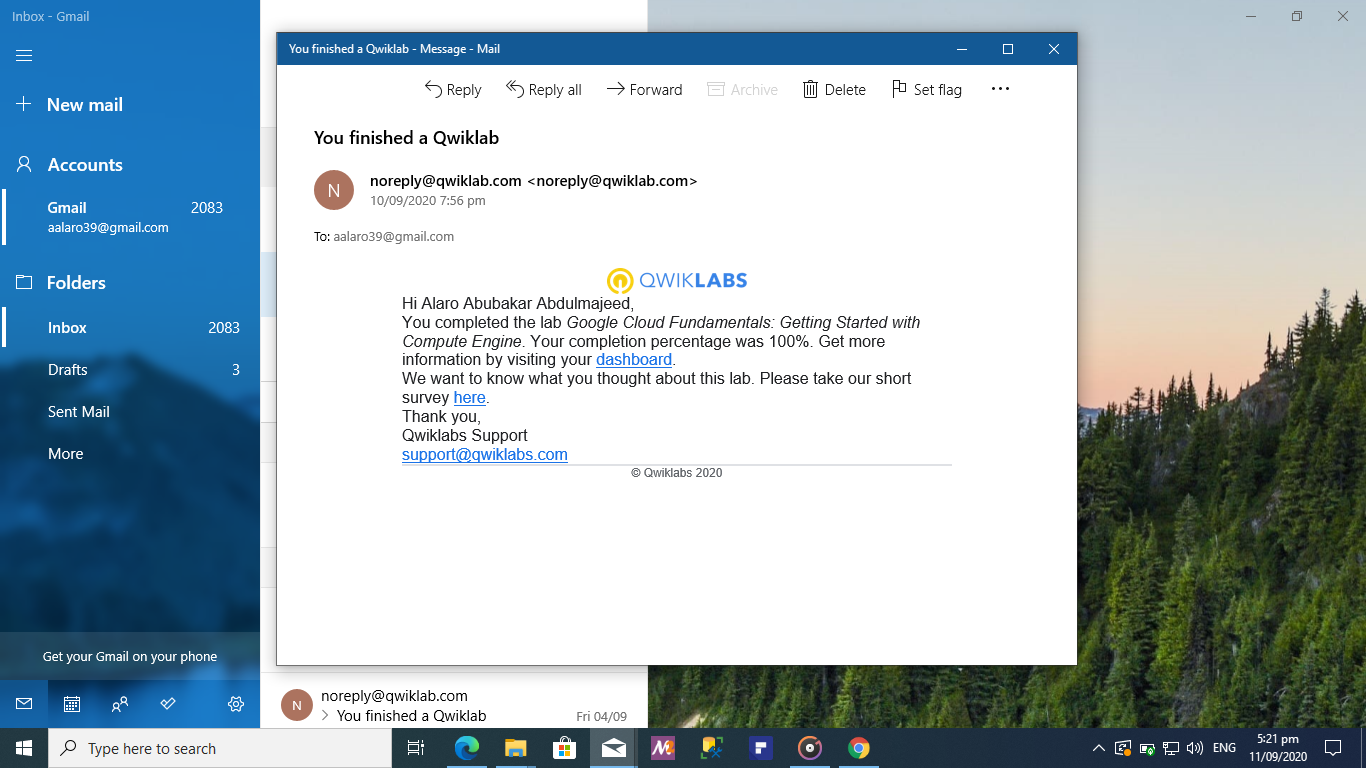 Inbox - Gmail
New mail
Accounts
Gmail 2083
aalaro39@gmail.com
Folders
Inbox 2083
Drafts 3
Sent Mail
More
Get your Gmail on your phone
You finished a Qwiklab - Message - Mail
Reply Reply all Forward Archive Delete Set flag
You finished a Qwiklab
N
noreply@qwiklab.com <noreply@qwiklab.com>
10/09/2020 7:56 pm
To: aalaro39@gmail.com
QWIKLABS
Hi Alaro Abubakar Abdulmajeed,
You completed the lab Google Cloud Fundamentals: Getting Started with
Compute Engine. Your completion percentage was 100%. Get more
information by visiting your dashboard.
We want to know what you thought about this lab. Please take our short
survey here.
Thank you,
Qwiklabs Support
support@qwiklabs.com
© Qwiklabs 2020
N
noreply@qwiklab.com
You finished a Qwiklab Fri 04/09
Type here to search
ENG
5:21 pm
11/09/2020